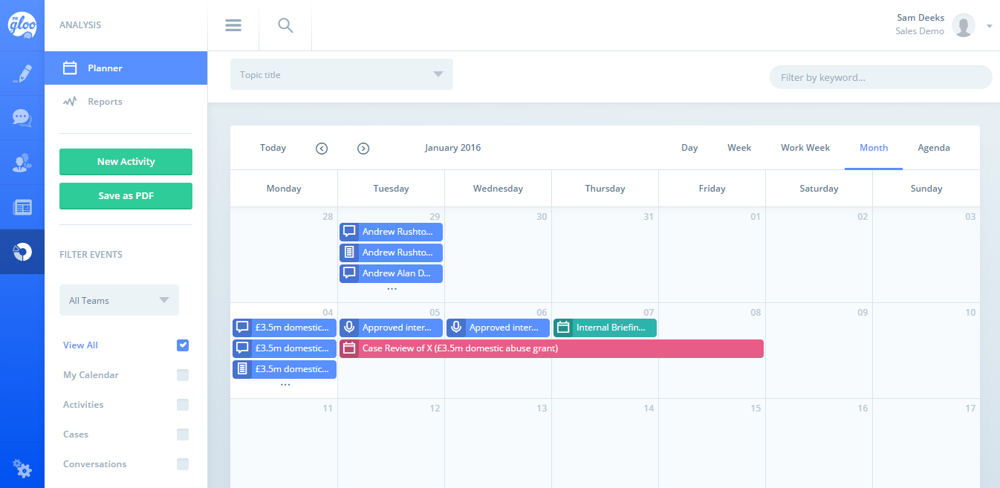 PR
gloo
ANALYSIS
Planner
Reports
New Activity
Save as PDF
FILTER EVENTS
All Teams
View All
My Calendar
Activities
Cases
Conversations
Sam Deeks
Sales Demo
Topic title
Filter by keyword...
Today
January 2016
Day
Week
Work Week
Month
Agenda
Monday
Tuesday
Wednesday
Thursday
Friday
Saturday
Sunday
28
29
30
31
01
02
03
Andrew Rushto...
Andrew Rushto...
Andrew Alan D...
...
04
05
06
07
08
09
10
£3.5m domestic...
Approved inter...
Approved inter...
Internal Briefin...
£3.5m domestic...
Case Review of X (£3.5m domestic abuse grant)
£3.5m domestic...
...
11
12
13
14
15
16
17